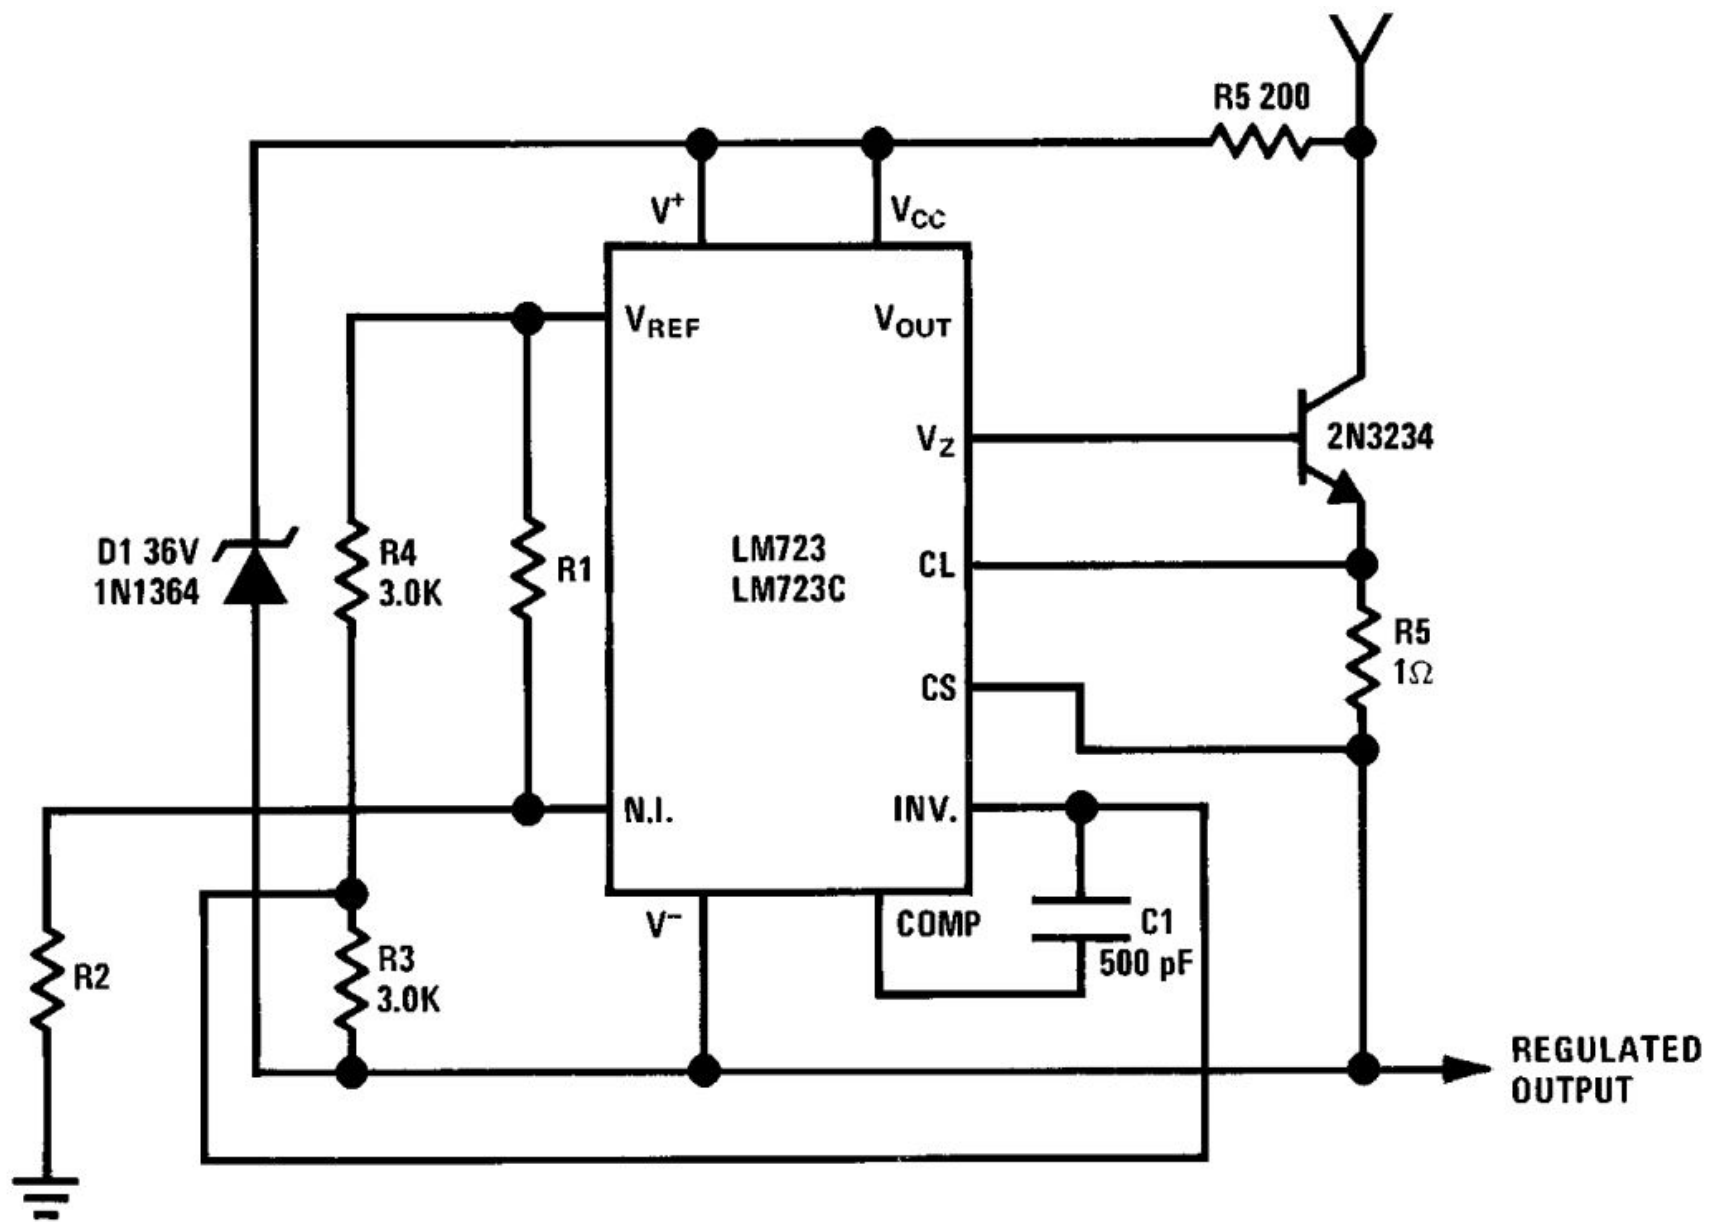 R5 200
V+
VCC
VREF
VOUT
VZ
2N3234
D1 36V
1N1364
R4
3.0K
R1
LM723
LM723C
CL
R5
1Ω
CS
N.I.
INV.
V−
COMP
C1
500 pF
R2
R3
3.0K
REGULATED
OUTPUT